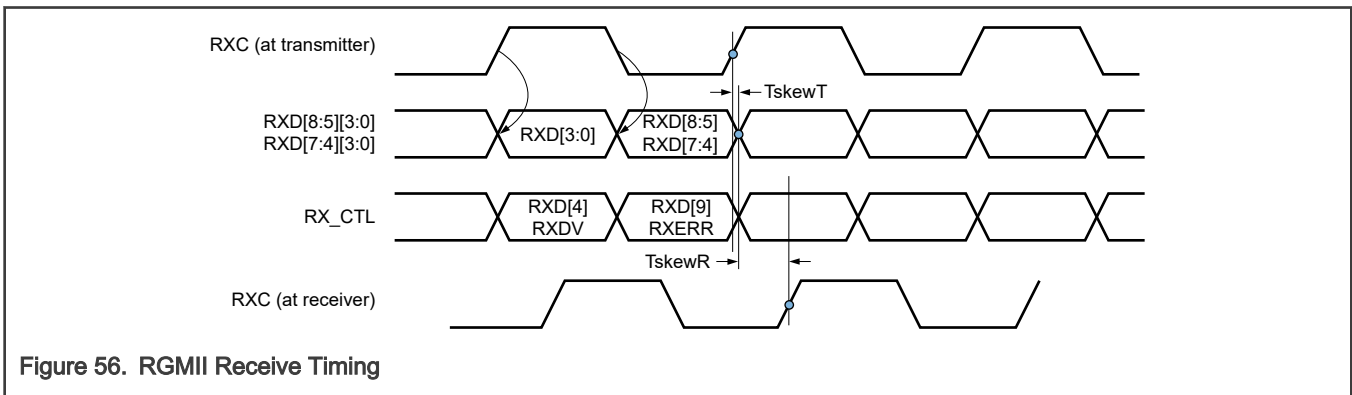 RXC (at transmitter)
TskewT
RXD[8:5][3:0]
RXD[7:4][3:0]
RXD[3:0]
RXD[8:5]
RXD[7:4]
RX_CTL
RXD[4]
RXDV
RXD[9]
RXERR
TskewR
RXC (at receiver)
Figure 56. RGMII Receive Timing